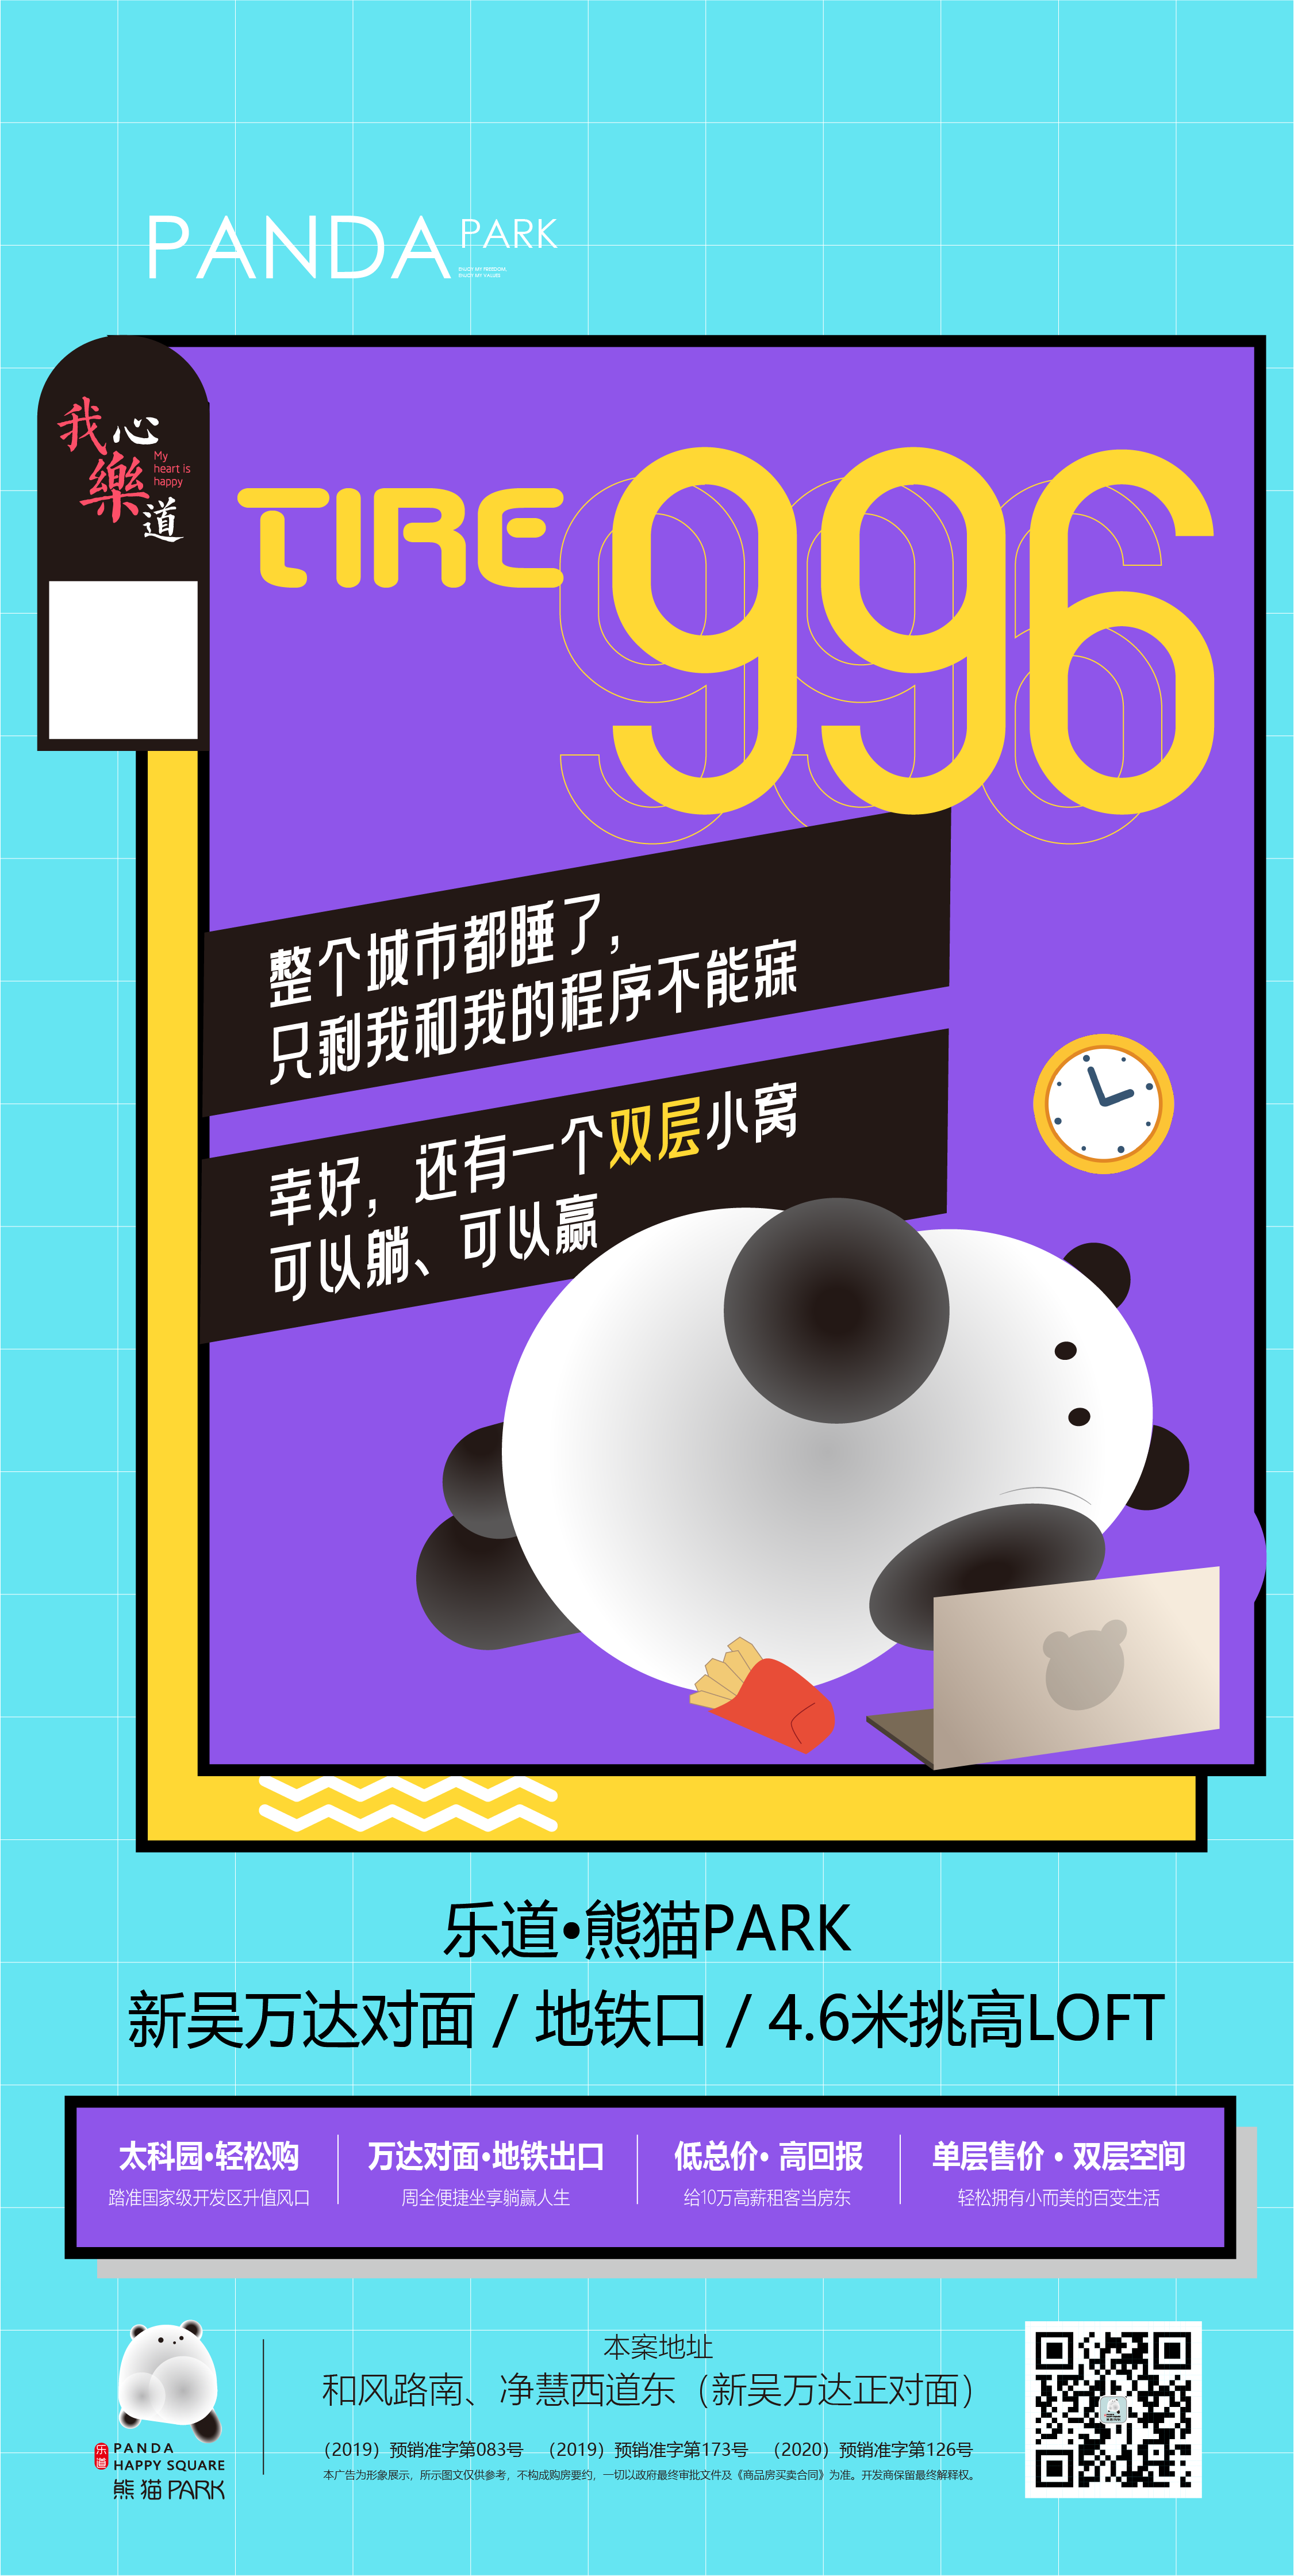 PANDA PARK
ENJOY MY FREEDOM,
ENJOY MY VALUES
我心樂道
My
heart is
happy
TIRE 996
整个城市都睡了,
只剩我和我的程序不能寐
幸好，还有一个双层小窝
可以躺、可以赢
乐道•熊猫PARK
新吴万达对面 / 地铁口 / 4.6米挑高LOFT
太科园•轻松购
踏准国家级开发区升值风口
万达对面•地铁出口
周全便捷坐享躺赢人生
低总价• 高回报
给10万高薪租客当房东
单层售价 • 双层空间
轻松拥有小而美的百变生活
乐道
PANDA
HAPPY SQUARE
熊猫PARK
本案地址
和风路南、净慧西道东（新吴万达正对面）
（2019）预销准字第083号 （2019）预销准字第173号 （2020）预销准字第126号
本广告为形象展示，所示图文仅供参考，不构成购房要约，一切以政府最终审批文件及《商品房买卖合同》为准。开发商保留最终解释权。